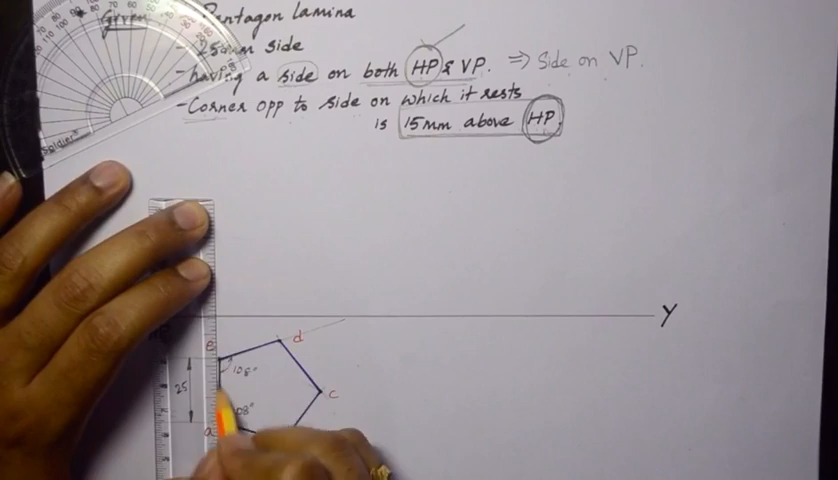 Given Pentagon lamina
- 25mm side
- having a side on both HP & VP. ⇒ Side on VP.
- Corner opp to side on which it rests
is 15mm above HP.
Y
e d
108°
25
c
08°
a